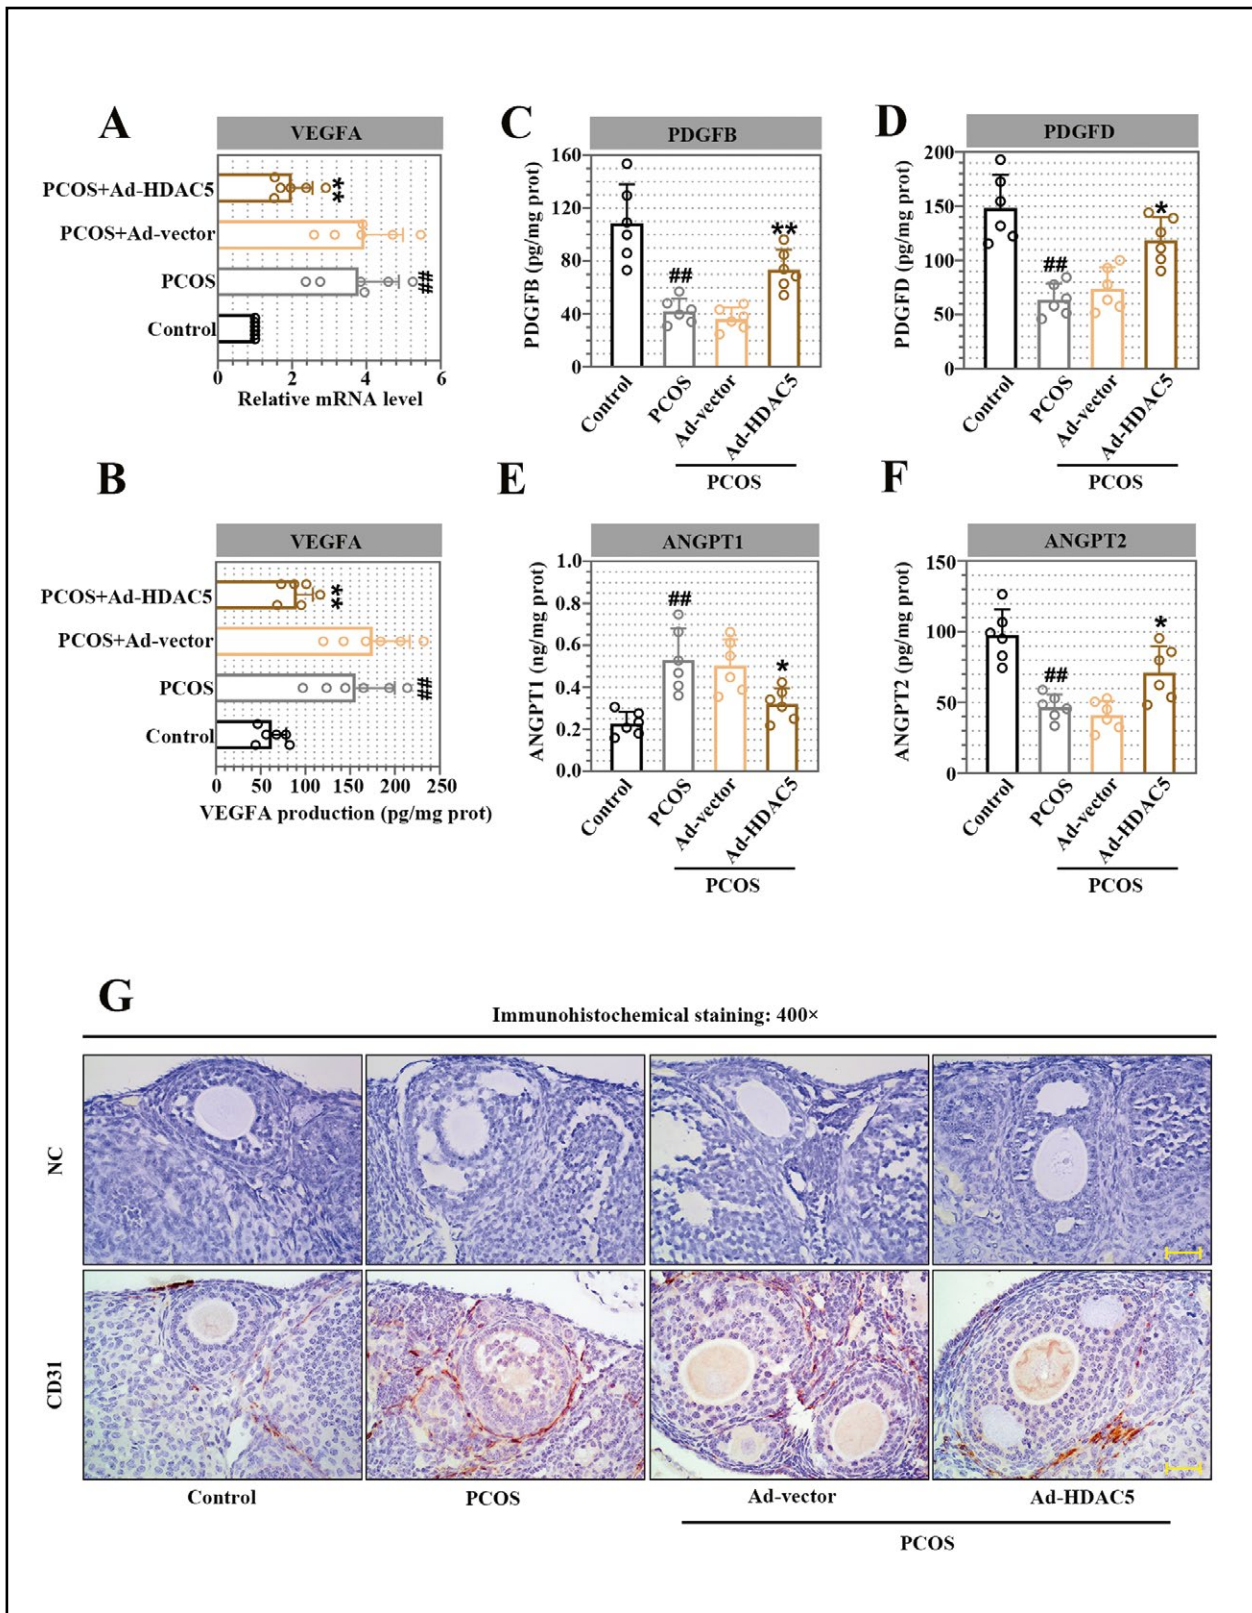 A
VEGFA
PCOS+Ad-HDAC5
**
PCOS+Ad-vector
PCOS
##
Control
0 2 4 6
Relative mRNA level
C
PDGFB
PDGFB (pg/mg prot)
160
120
80
40
0
##
**
Control
PCOS
Ad-vector
Ad-HDAC5
PCOS
D
PDGFD
PDGFD (pg/mg prot)
200
150
100
50
0
##
*
Control
PCOS
Ad-vector
Ad-HDAC5
PCOS
B
VEGFA
PCOS+Ad-HDAC5
**
PCOS+Ad-vector
PCOS
##
Control
0 50 100 150 200 250
VEGFA production (pg/mg prot)
E
ANGPT1
ANGPT1 (ng/mg prot)
1.0
0.8
0.6
0.4
0.2
0.0
##
*
Control
PCOS
Ad-vector
Ad-HDAC5
PCOS
F
ANGPT2
ANGPT2 (pg/mg prot)
150
100
50
0
##
*
Control
PCOS
Ad-vector
Ad-HDAC5
PCOS
G
Immunohistochemical staining: 400×
NC
CD31
Control PCOS Ad-vector Ad-HDAC5
PCOS